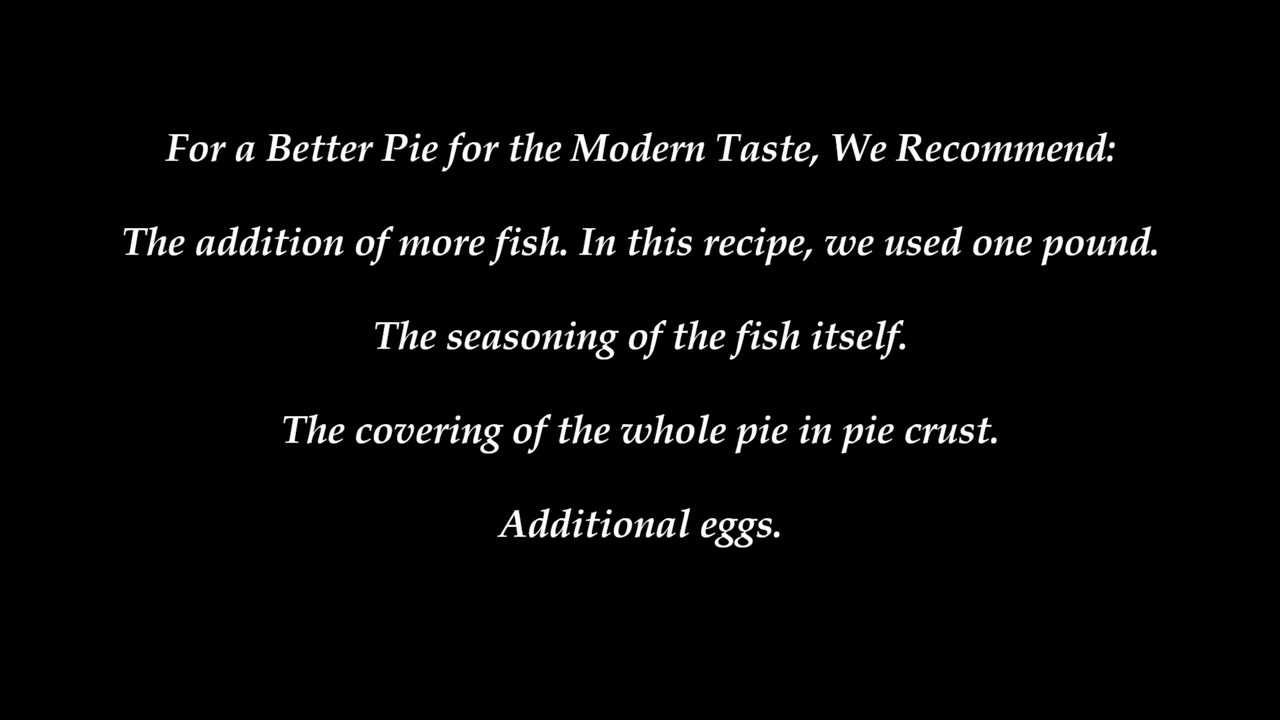 For a Better Pie for the Modern Taste, We Recommend:
The addition of more fish. In this recipe, we used one pound.
The seasoning of the fish itself.
The covering of the whole pie in pie crust.
Additional eggs.